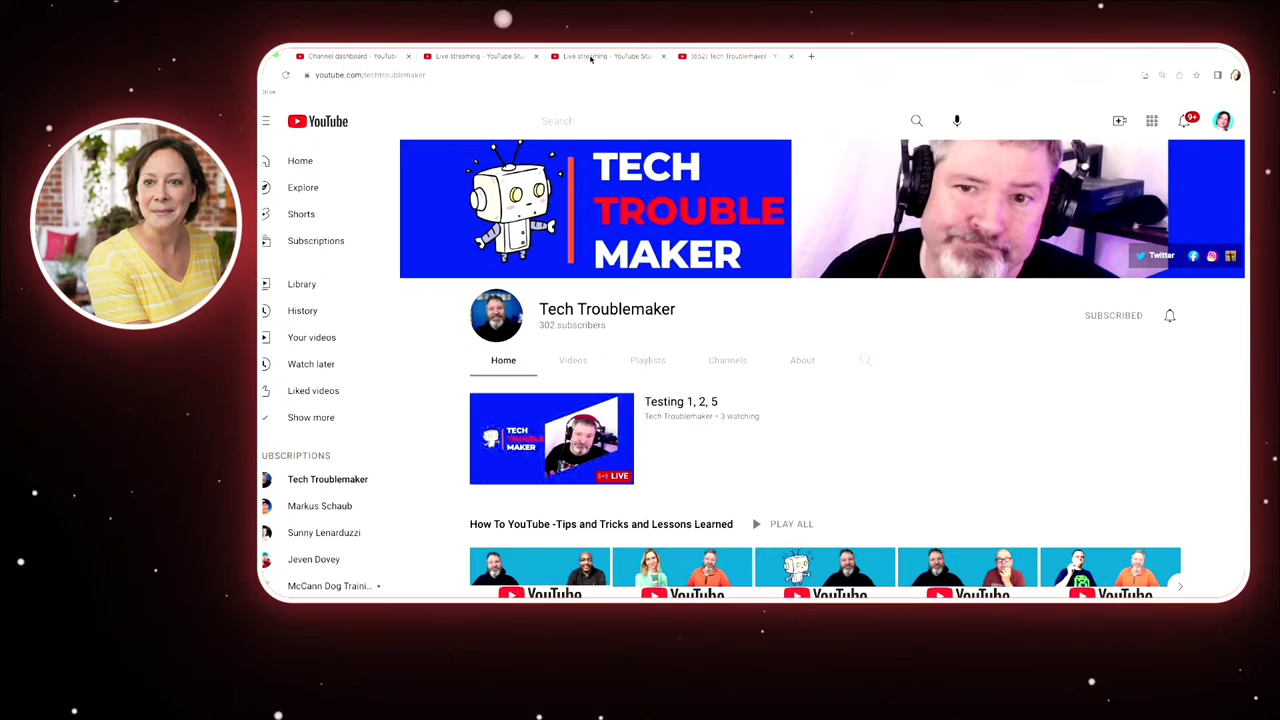 Channel dashboard - YouTube
Live streaming - YouTube Stu
Live streaming - YouTube Stu
(652) Tech Troublemaker - Y
youtube.com/techtroublemaker
Drive
YouTube
Search
9+
Home
Explore
Shorts
Subscriptions
Library
History
Your videos
Watch later
Liked videos
Show more
UBSCRIPTIONS
Tech Troublemaker
Markus Schaub
Sunny Lenarduzzi
Jeven Dovey
McCann Dog Traini...
TECH
TROUBLE
MAKER
Twitter
Tech Troublemaker
302 subscribers
SUBSCRIBED
Home
Videos
Playlists
Channels
About
TECH
TROUBLE
MAKER
LIVE
Testing 1, 2, 5
Tech Troublemaker • 3 watching
How To YouTube -Tips and Tricks and Lessons Learned
PLAY ALL
YouTube
YouTube
YouTube
YouTube
YouTube